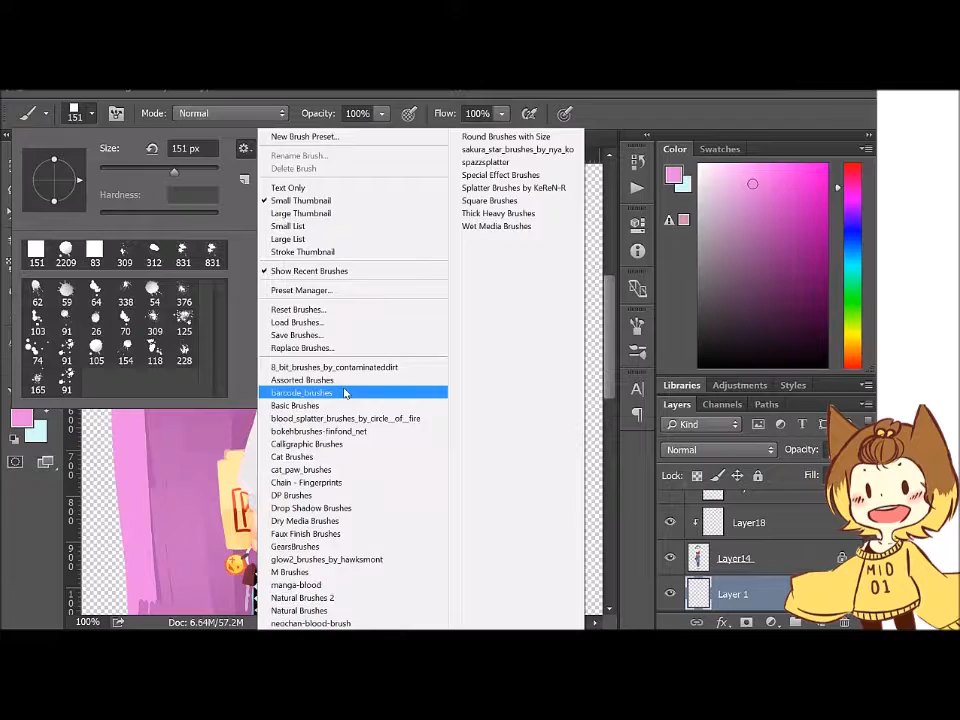 151
Mode:
Normal
Opacity:
100%
Flow:
100%
Size:
151 px
Hardness:
151 2209 83 309 312 831 831
62 59 64 338 54 376
103 91 26 70 309 125
74 91 105 154 118 228
165 91
New Brush Preset...
Rename Brush...
Delete Brush
Text Only
Small Thumbnail
Large Thumbnail
Small List
Large List
Stroke Thumbnail
Show Recent Brushes
Preset Manager...
Reset Brushes...
Load Brushes...
Save Brushes...
Replace Brushes...
8_bit_brushes_by_contaminateddirt
Assorted Brushes
barcode_brushes
Basic Brushes
blood_splatter_brushes_by_circle__of__fire
bokehbrushes-finfond_net
Calligraphic Brushes
Cat Brushes
cat_paw_brushes
Chain - Fingerprints
DP Brushes
Drop Shadow Brushes
Dry Media Brushes
Faux Finish Brushes
GearsBrushes
glow2_brushes_by_hawksmont
M Brushes
manga-blood
Natural Brushes 2
Natural Brushes
neochan-blood-brush
Round Brushes with Size
sakura_star_brushes_by_nya_ko
spazzsplatter
Special Effect Brushes
Splatter Brushes by KeReN-R
Square Brushes
Thick Heavy Brushes
Wet Media Brushes
Color
Swatches
Libraries
Adjustments
Styles
Layers
Channels
Paths
Kind
Normal
Opacity:
Lock:
Fill:
Layer18
Layer14
Layer 1
MID
01
100%
Doc: 6.64M/57.2M